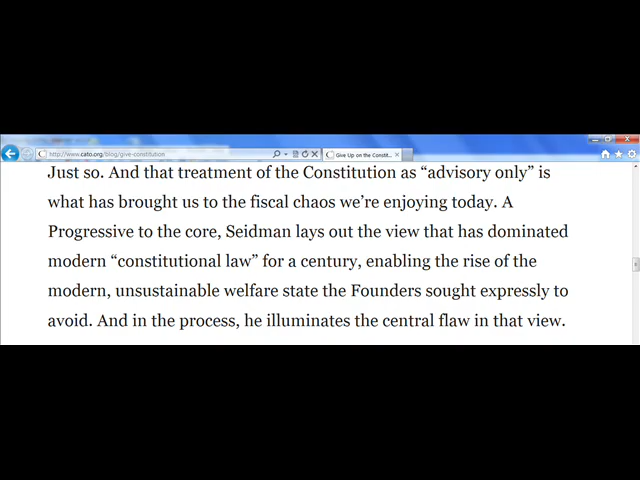 http://www.cato.org/blog/give-constitution
Give Up on the Constit...
Just so. And that treatment of the Constitution as “advisory only” is
what has brought us to the fiscal chaos we’re enjoying today. A
Progressive to the core, Seidman lays out the view that has dominated
modern “constitutional law” for a century, enabling the rise of the
modern, unsustainable welfare state the Founders sought expressly to
avoid. And in the process, he illuminates the central flaw in that view.